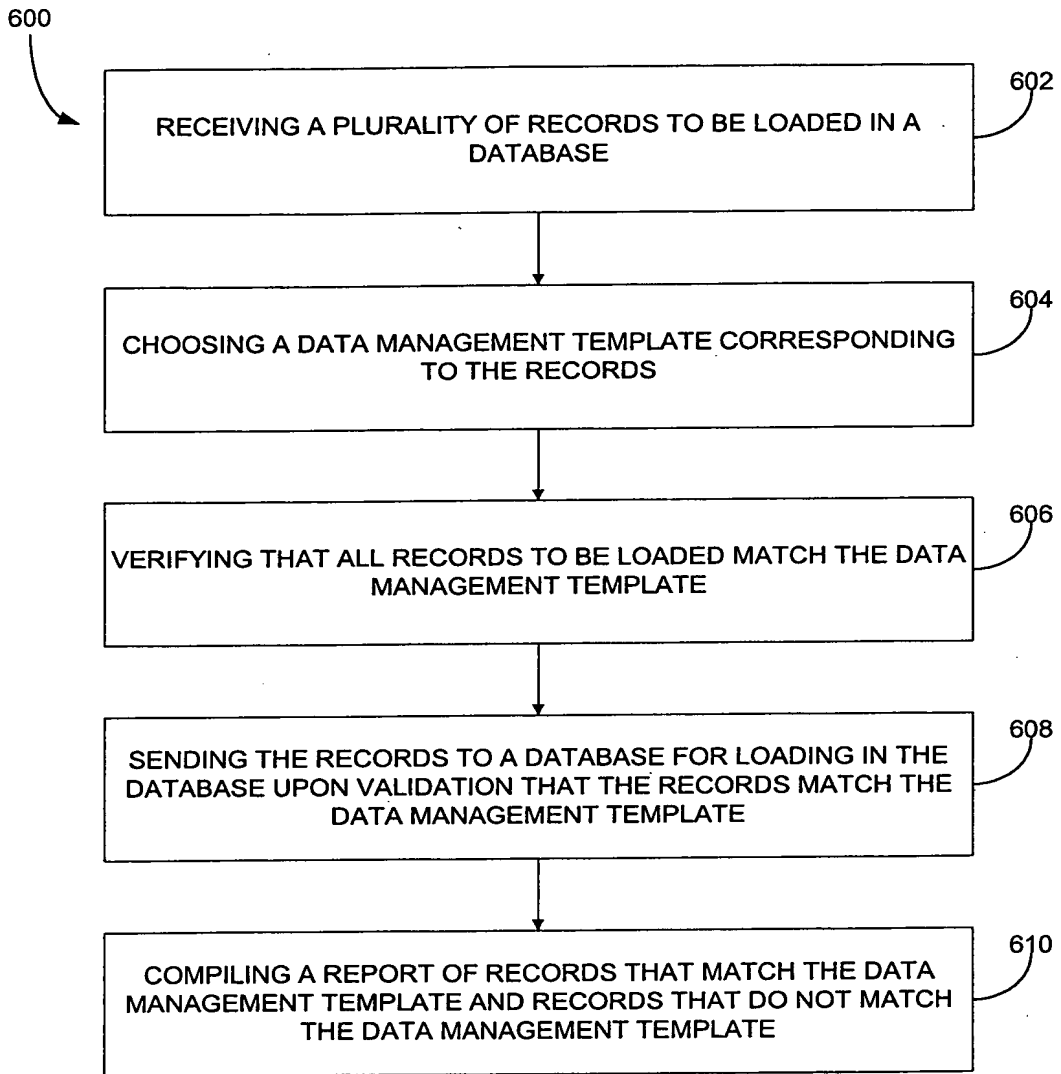 600
602
RECEIVING A PLURALITY OF RECORDS TO BE LOADED IN A
DATABASE
604
CHOOSING A DATA MANAGEMENT TEMPLATE CORRESPONDING
TO THE RECORDS
606
VERIFYING THAT ALL RECORDS TO BE LOADED MATCH THE DATA
MANAGEMENT TEMPLATE
608
SENDING THE RECORDS TO A DATABASE FOR LOADING IN THE
DATABASE UPON VALIDATION THAT THE RECORDS MATCH THE
DATA MANAGEMENT TEMPLATE
610
COMPILING A REPORT OF RECORDS THAT MATCH THE DATA
MANAGEMENT TEMPLATE AND RECORDS THAT DO NOT MATCH
THE DATA MANAGEMENT TEMPLATE